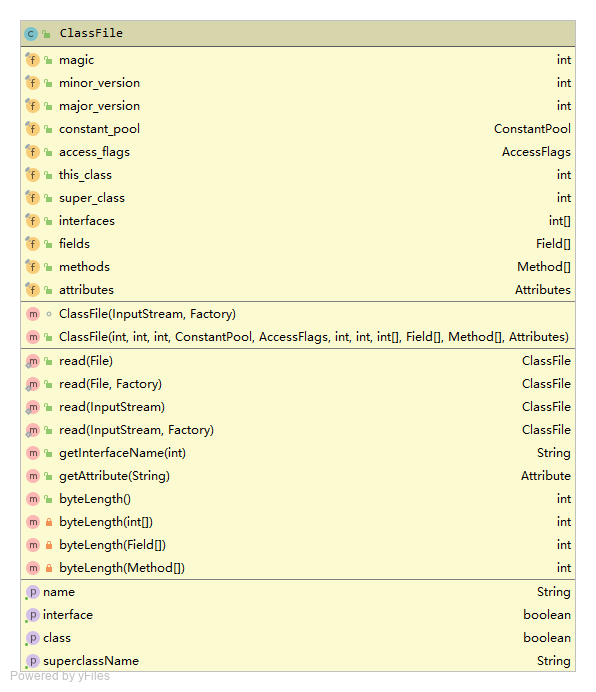 ClassFile
magic int
minor_version int
major_version int
constant_pool ConstantPool
access_flags AccessFlags
this_class int
super_class int
interfaces int[]
fields Field[]
methods Method[]
attributes Attributes
ClassFile(InputStream, Factory)
ClassFile(int, int, int, ConstantPool, AccessFlags, int, int, int[], Field[], Method[], Attributes)
read(File) ClassFile
read(File, Factory) ClassFile
read(InputStream) ClassFile
read(InputStream, Factory) ClassFile
getInterfaceName(int) String
getAttribute(String) Attribute
byteLength() int
byteLength(int[]) int
byteLength(Field[]) int
byteLength(Method[]) int
name String
interface boolean
class boolean
superclassName String
Powered by yFiles